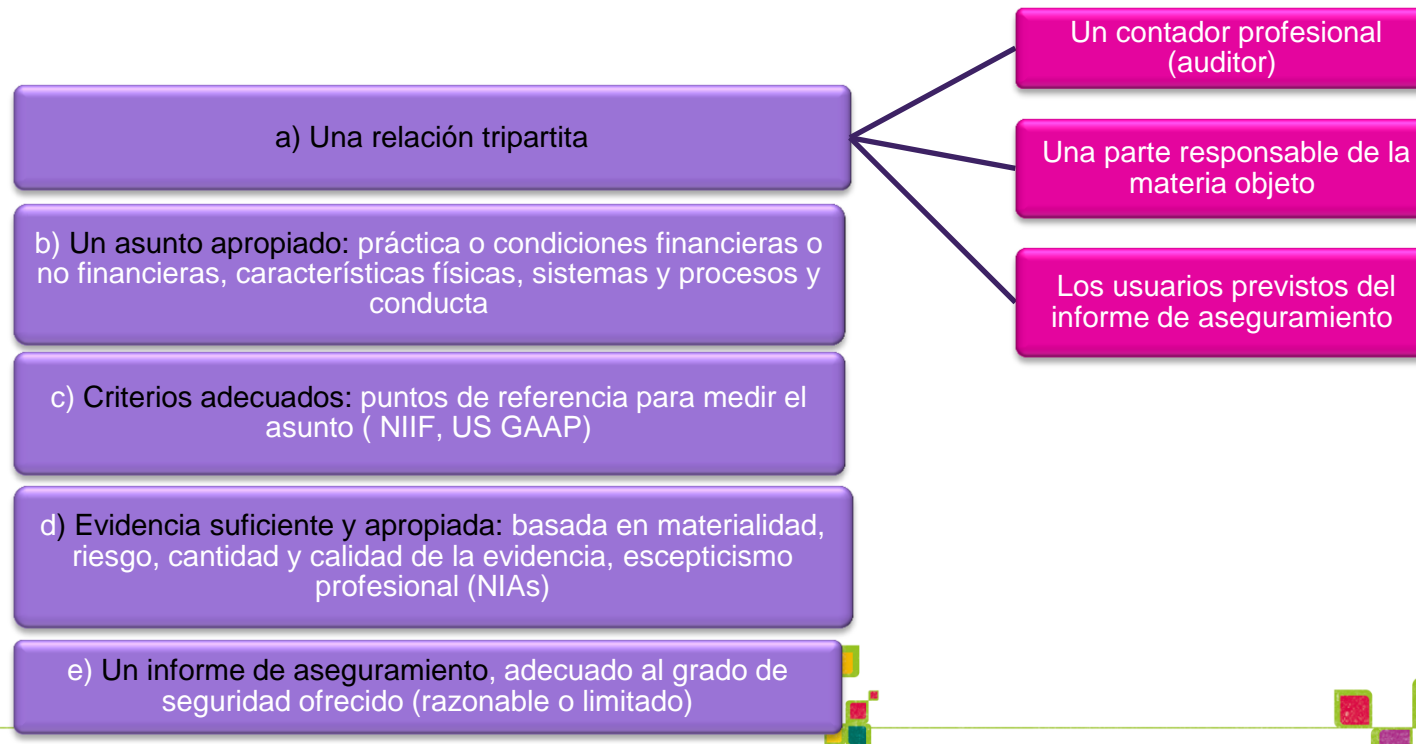 a) Una relación tripartita
Un contador profesional
(auditor)
Una parte responsable de la
materia objeto
Los usuarios previstos del
informe de aseguramiento
b) Un asunto apropiado: práctica o condiciones financieras o
no financieras, características físicas, sistemas y procesos y
conducta
c) Criterios adecuados: puntos de referencia para medir el
asunto ( NIIF, US GAAP)
d) Evidencia suficiente y apropiada: basada en materialidad,
riesgo, cantidad y calidad de la evidencia, escepticismo
profesional (NIAs)
e) Un informe de aseguramiento, adecuado al grado de
seguridad ofrecido (razonable o limitado)